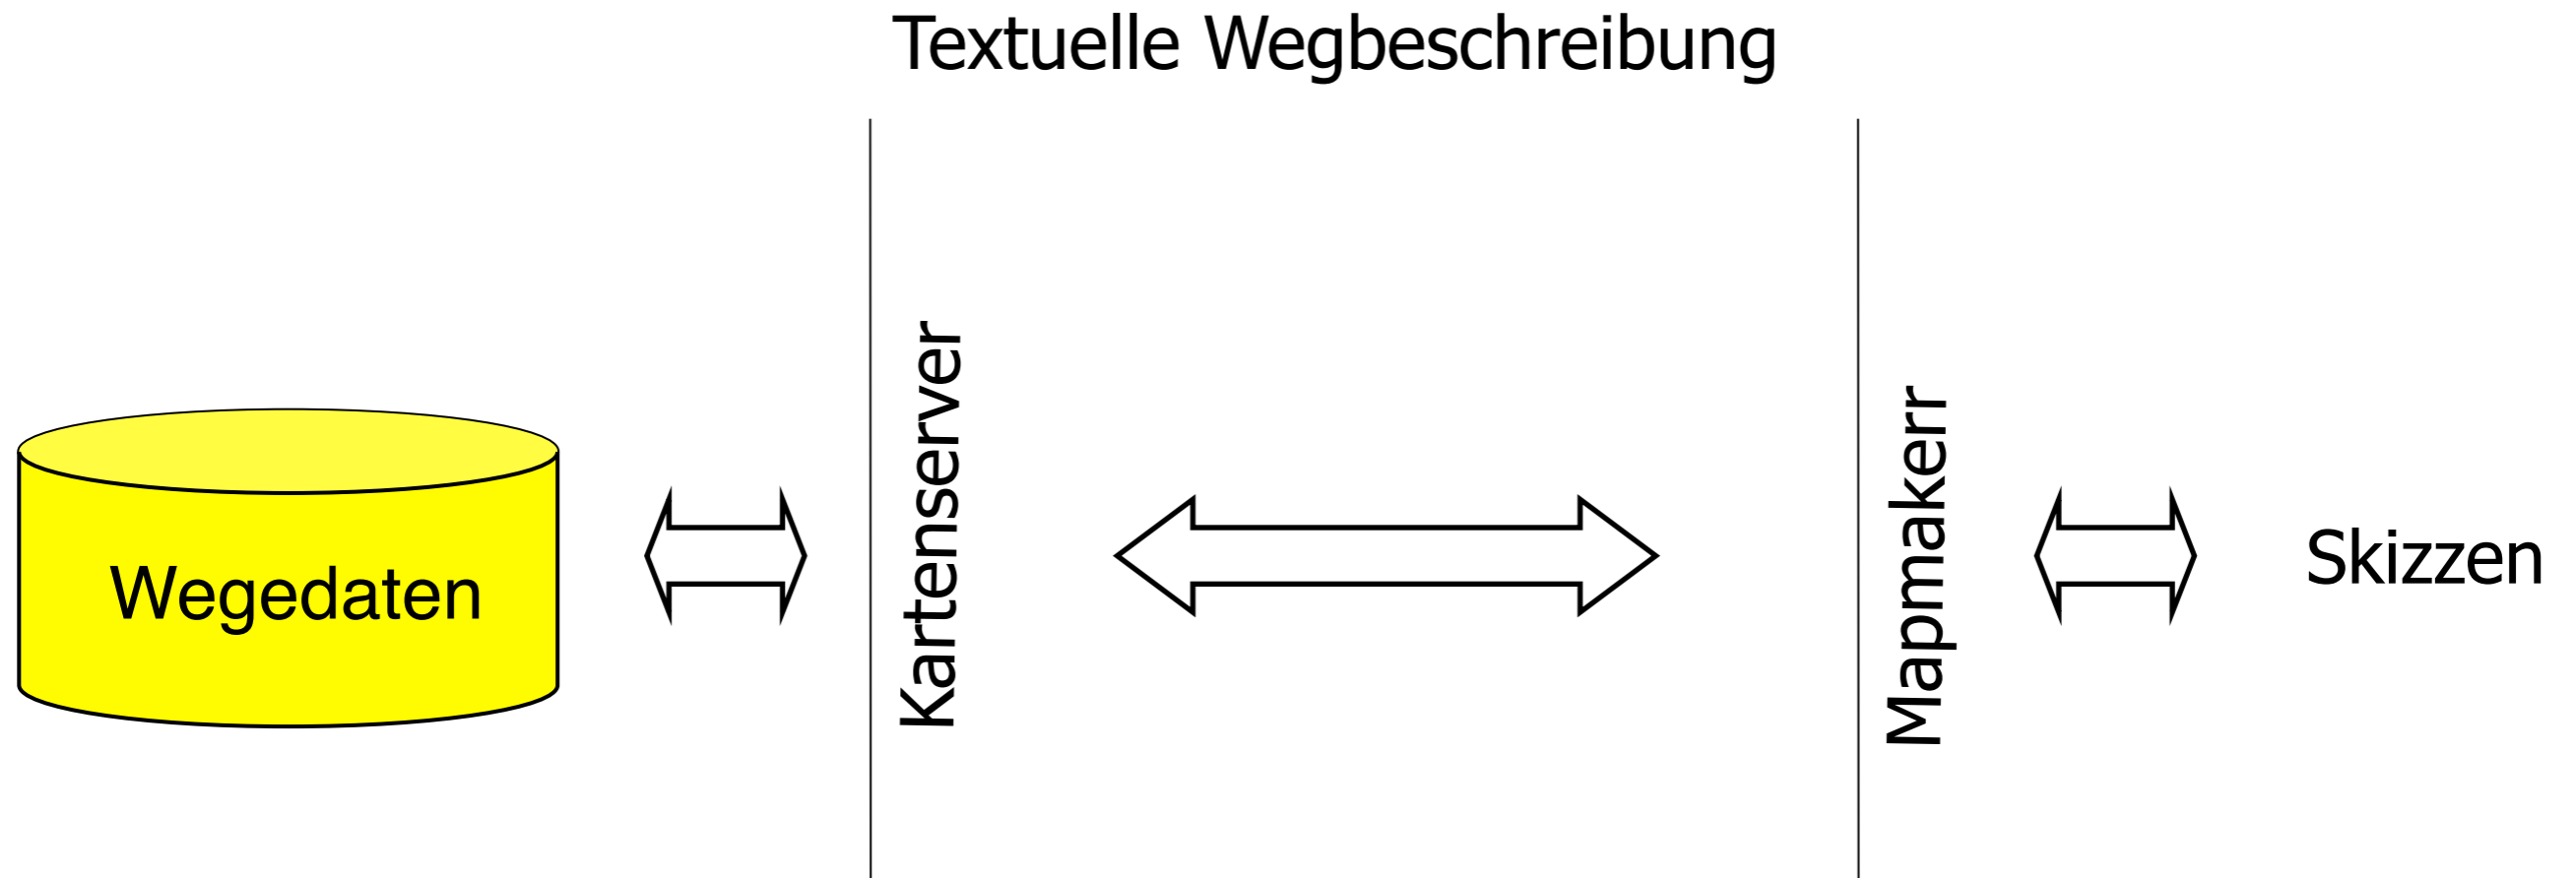 Textuelle Wegbeschreibung
Wegedaten
Kartenserver
Mapmakerr
Skizzen